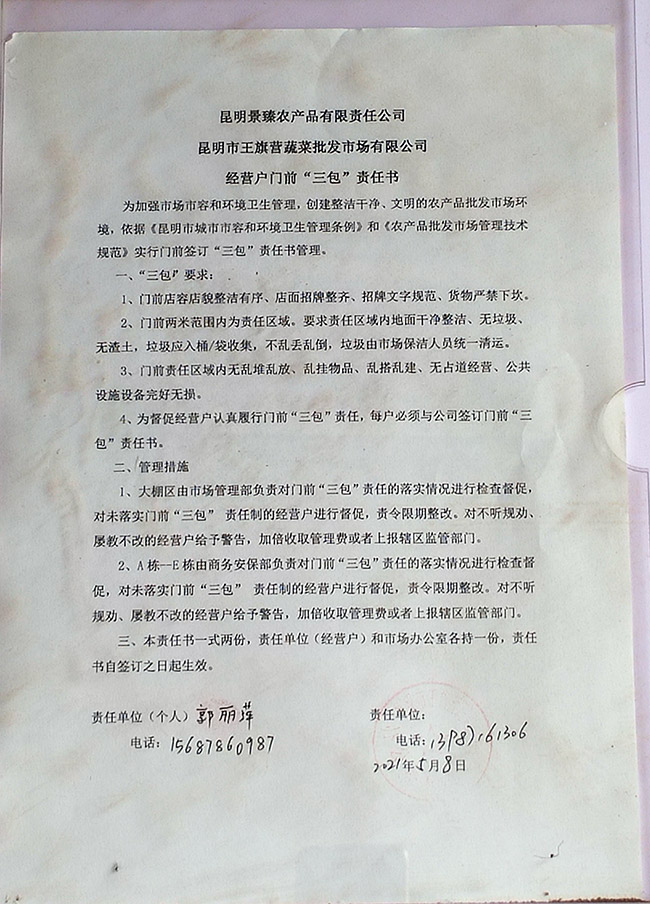 昆明景臻农产品有限责任公司
昆明市王旗营蔬菜批发市场有限公司
经营户门前“三包”责任书
为加强市场市容和环境卫生管理，创建整洁干净、文明的农产品批发市场环
境，依据《昆明市城市市容和环境卫生管理条例》和《农产品批发市场管理技术
规范》实行门前签订“三包”责任书管理。
一、“三包”要求：
1、门前店容店貌整洁有序、店面招牌整齐、招牌文字规范、货物严禁下坎。
2、门前两米范围内为责任区域。要求责任区域内地面干净整洁、无垃圾、
无渣土，垃圾应入桶/袋收集，不乱丢乱倒，垃圾由市场保洁人员统一清运。
3、门前责任区域内无乱堆乱放、乱挂物品、乱搭乱建、无占道经营、公共
设施设备完好无损。
4、为督促经营户认真履行门前“三包”责任，每户必须与公司签订门前“三
包”责任书。
二、管理措施
1、大棚区由市场管理部负责对门前“三包”责任的落实情况进行检查督促，
对未落实门前“三包” 责任制的经营户进行督促，责令限期整改。对不听规劝、
屡教不改的经营户给予警告，加倍收取管理费或者上报辖区监管部门。
2、A栋--E栋由商务安保部负责对门前“三包”责任的落实情况进行检查督
促，对未落实门前“三包” 责任制的经营户进行督促，责令限期整改。对不听
规劝、屡教不改的经营户给予警告，加倍收取管理费或者上报辖区监管部门。
三、本责任书一式两份，责任单位（经营户）和市场办公室各持一份，责任
书自签订之日起生效。
责任单位（个人）郭丽萍
电话：15687860987
责任单位：
电话：
2021年5月8日